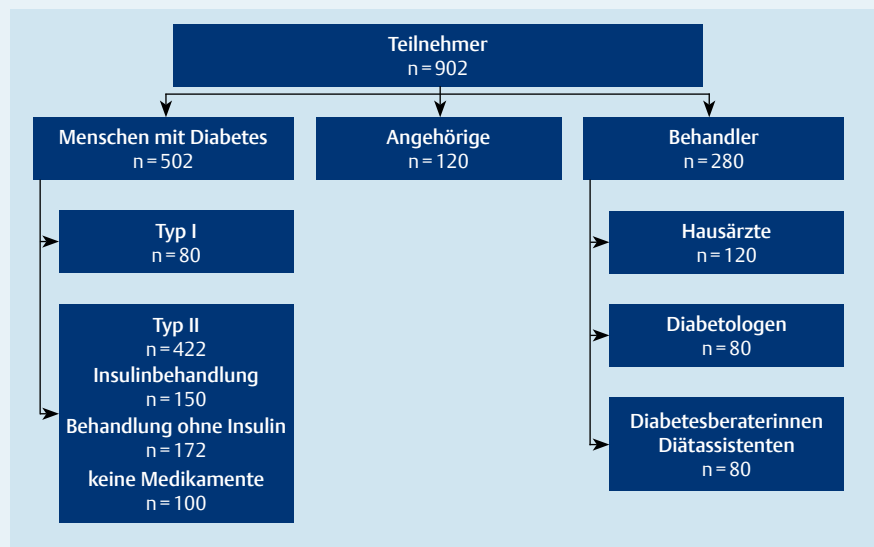 Teilnehmer
n = 902
Menschen mit Diabetes
n = 502
Angehörige
n = 120
Behandler
n = 280
Typ I
n = 80
Typ II
n = 422
Insulinbehandlung
n = 150
Behandlung ohne Insulin
n = 172
keine Medikamente
n = 100
Hausärzte
n = 120
Diabetologen
n = 80
Diabetesberaterinnen
Diätassistenten
n = 80